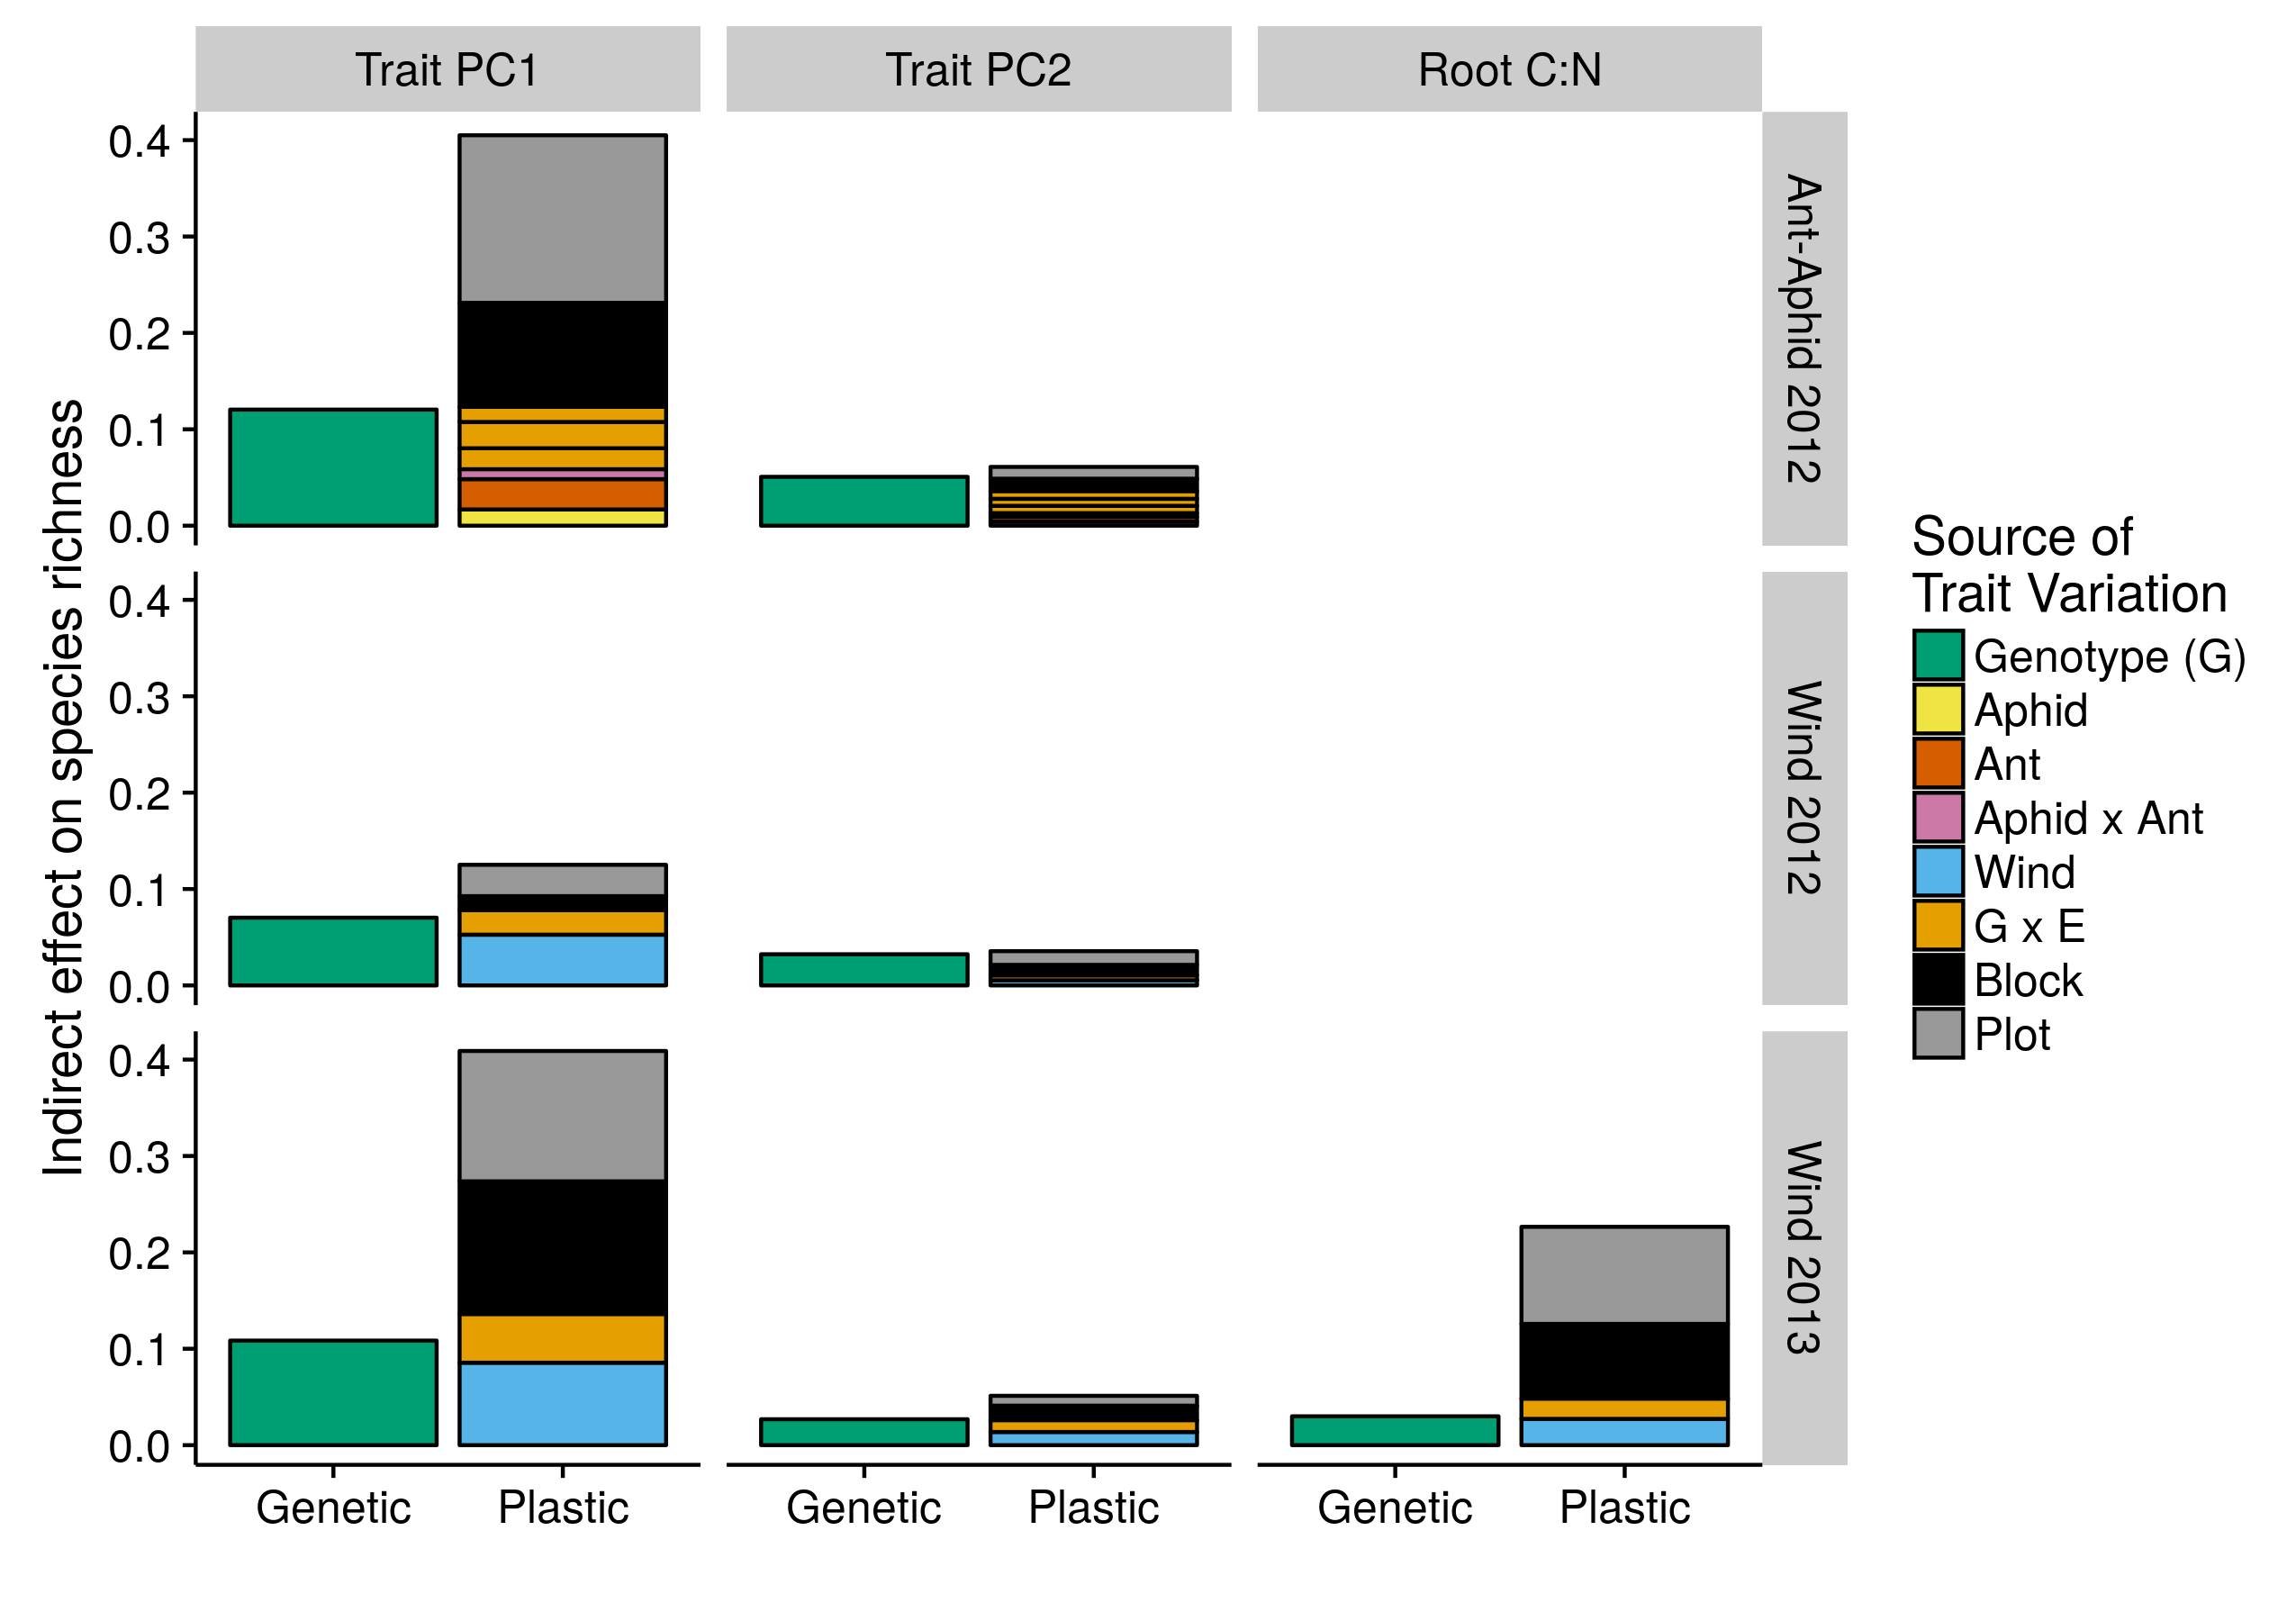 Trait PC1
Trait PC2
Root C:N
Indirect effect on species richness
0.4
0.3
0.2
0.1
0.0
Ant-Aphid 2012
0.4
0.3
0.2
0.1
0.0
Wind 2012
0.4
0.3
0.2
0.1
0.0
Wind 2013
Genetic
Plastic
Genetic
Plastic
Genetic
Plastic
Source of
Trait Variation
Genotype (G)
Aphid
Ant
Aphid x Ant
Wind
G x E
Block
Plot